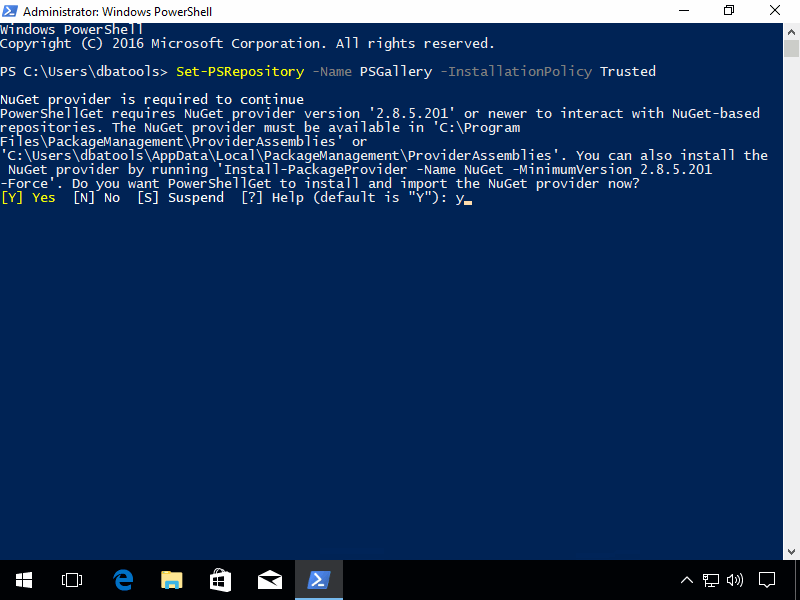 Administrator: Windows PowerShell
Windows PowerShell
Copyright (C) 2016 Microsoft Corporation. All rights reserved.
PS C:\Users\dbatools> Set-PSRepository -Name PSGallery -InstallationPolicy Trusted
NuGet provider is required to continue
PowerShellGet requires NuGet provider version '2.8.5.201' or newer to interact with NuGet-based
repositories. The NuGet provider must be available in 'C:\Program
Files\PackageManagement\ProviderAssemblies' or
'C:\Users\dbatools\AppData\Local\PackageManagement\ProviderAssemblies'. You can also install the
NuGet provider by running 'Install-PackageProvider -Name NuGet -MinimumVersion 2.8.5.201
-Force'. Do you want PowerShellGet to install and import the NuGet provider now?
[Y] Yes  [N] No  [S] Suspend  [?] Help (default is "Y"): y